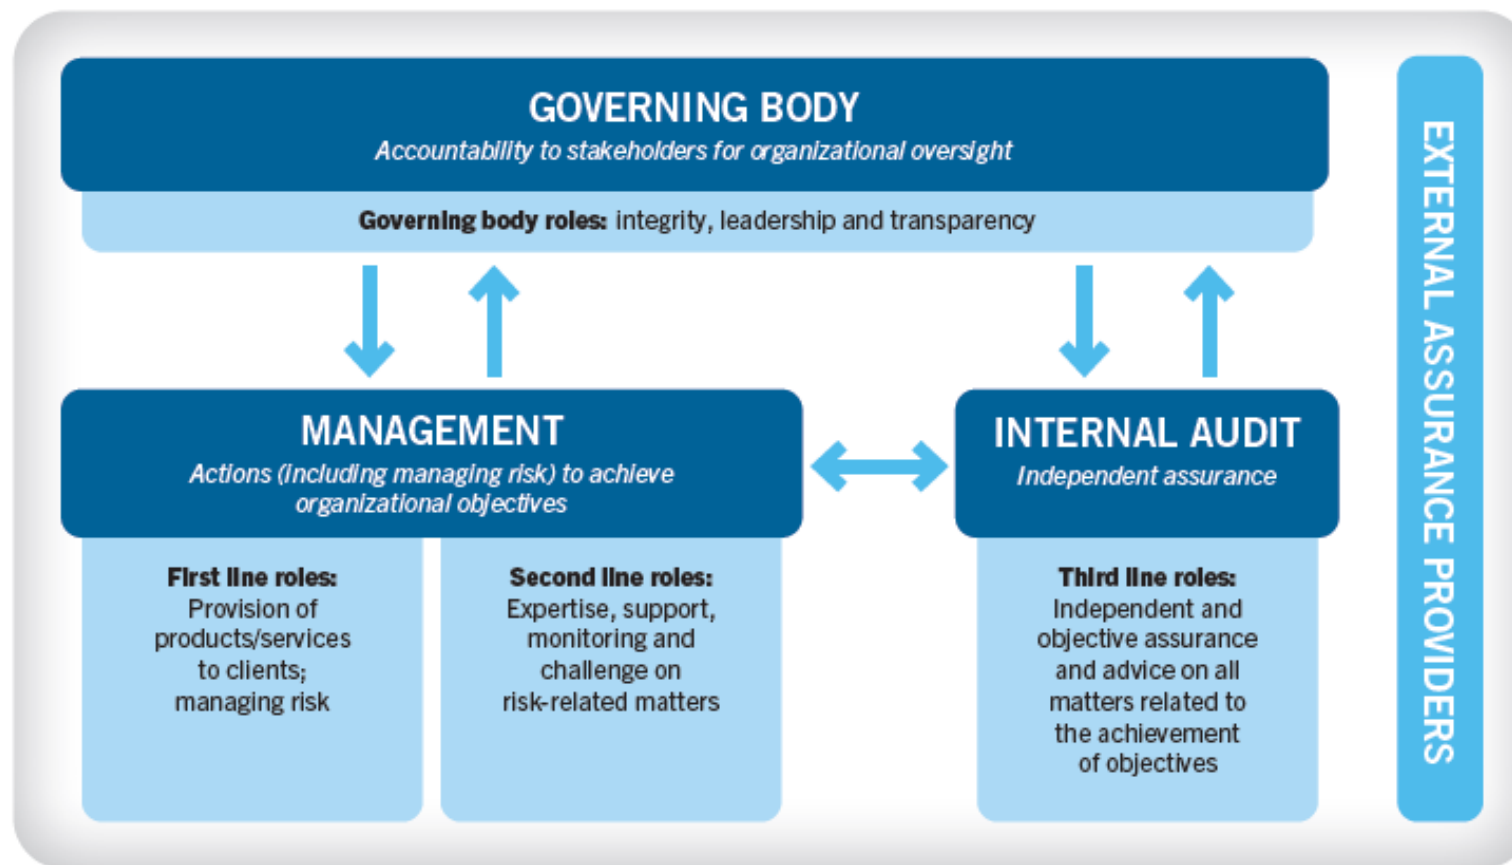 GOVERNING BODY
Accountability to stakeholders for organizational oversight
Governing body roles: integrity, leadership and transparency
MANAGEMENT
Actions (including managing risk) to achieve
organizational objectives
First line roles:
Provision of
products/services
to clients;
managing risk
Second line roles:
Expertise, support,
monitoring and
challenge on
risk-related matters
INTERNAL AUDIT
Independent assurance
Third line roles:
Independent and
objective assurance
and advice on all
matters related to
the achievement
of objectives
EXTERNAL ASSURANCE PROVIDERS